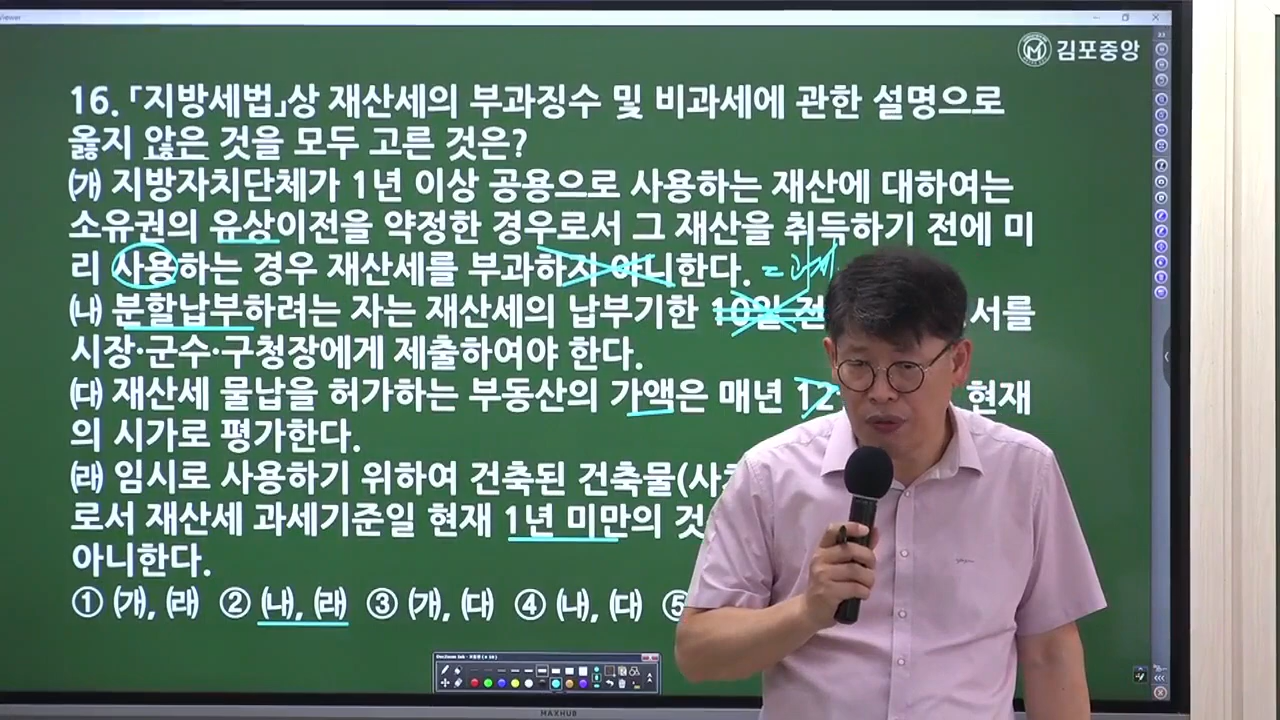 viewer
김포중앙
16. 「지방세법」상 재산세의 부과징수 및 비과세에 관한 설명으로
옳지 않은 것을 모두 고른 것은?
㈎ 지방자치단체가 1년 이상 공용으로 사용하는 재산에 대하여는
소유권의 유상이전을 약정한 경우로서 그 재산을 취득하기 전에 미
리 사용하는 경우 재산세를 부과하지 아니한다. = 과세
㈏ 분할납부하려는 자는 재산세의 납부기한 10일 전 서를
시장·군수·구청장에게 제출하여야 한다.
㈐ 재산세 물납을 허가하는 부동산의 가액은 매년 12 현재
의 시가로 평가한다.
㈑ 임시로 사용하기 위하여 건축된 건축물(사치
로서 재산세 과세기준일 현재 1년 미만의 것
아니한다.
① ㈎, ㈑ ② ㈏, ㈑ ③ ㈎, ㈐ ④ ㈏, ㈐ ⑤
MAXHUB